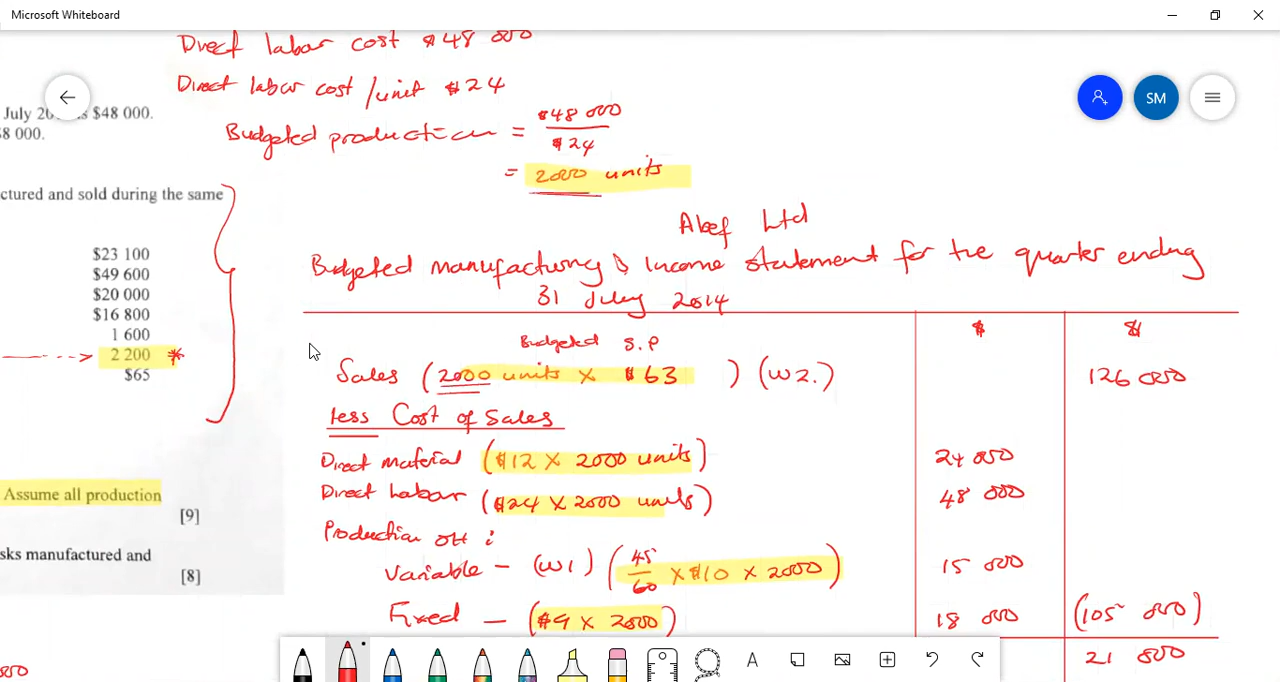 Microsoft Whiteboard
Direct labor cost $48 000
Direct labor cost /unit $24
July 20 is $48 000.
8 000.
SM
Budgeted production = $48 000
$24
= 2000 units
ctured and sold during the same
Abef Ltd
Budgeted manufacturing & Income statement for the quarter ending
31 July 2014
$23 100
$49 600
$20 000
$16 800
1 600
2 200 *
$65
$ $
Budgeted S.P
Sales (2000 units x $63 ) (W2.) 126 000
less Cost of Sales
Direct material ($12 x 2000 units) 24 000
Direct Labor ($24 x 2000 units) 48 000
Production OH :
Variable - (W1) (45/60 x $10 x 2000) 15 000
Fixed - ($9 x 2000) 18 000 (105 000)
21 000
Assume all production
[9]
sks manufactured and
[8]
000
A